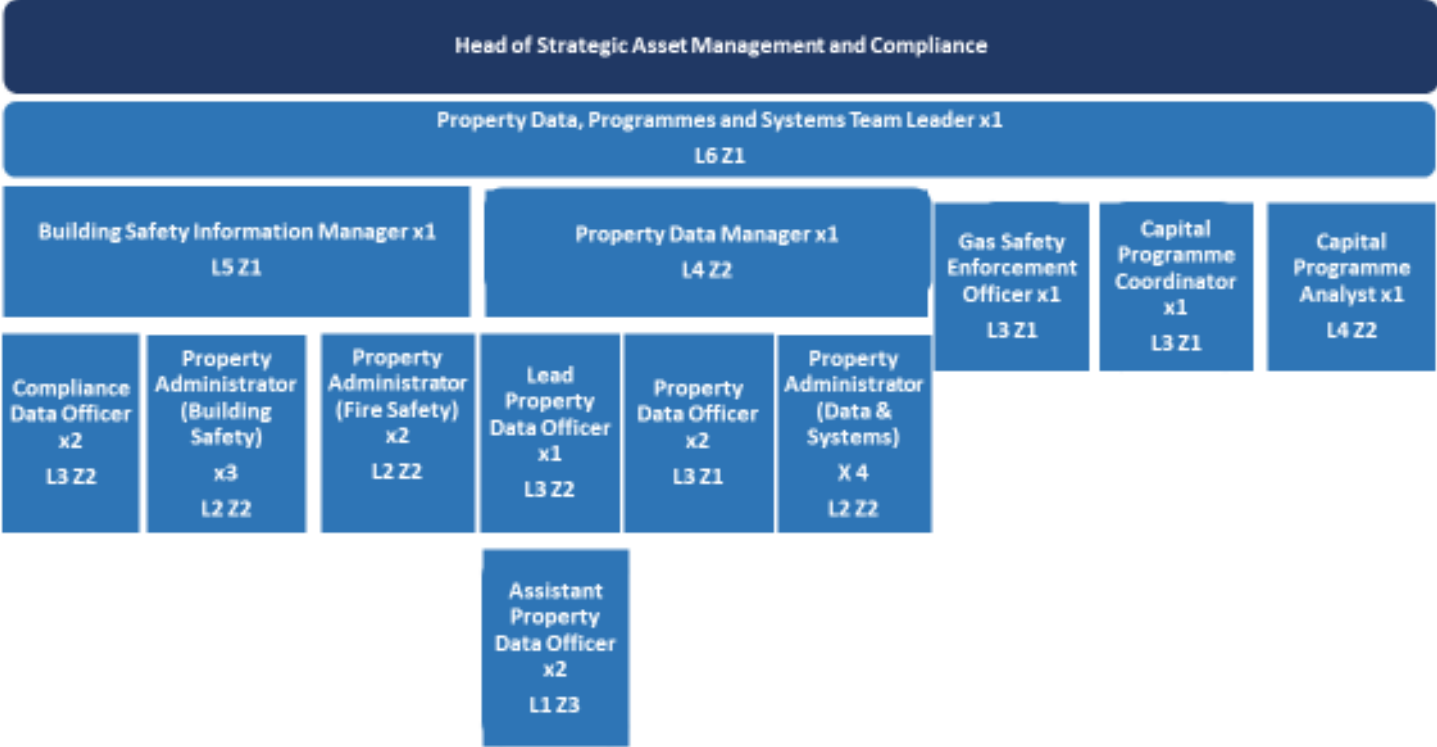 Head of Strategic Asset Management and Compliance
Property Data, Programmes and Systems Team Leader x1
L6 Z1
Building Safety Information Manager x1
L5 Z1
Property Data Manager x1
L4 Z2
Gas Safety
Enforcement
Officer x1
L3 Z1
Capital
Programme
Coordinator
x1
L3 Z1
Capital
Programme
Analyst x1
L4 Z2
Compliance
Data Officer
x2
L3 Z2
Property
Administrator
(Building
Safety)
x3
L2 Z2
Property
Administrator
(Fire Safety)
x2
L2 Z2
Lead
Property
Data Officer
x1
L3 Z2
Property
Data Officer
x2
L3 Z1
Property
Administrator
(Data &
Systems)
X 4
L2 Z2
Assistant
Property
Data Officer
x2
L1 Z3